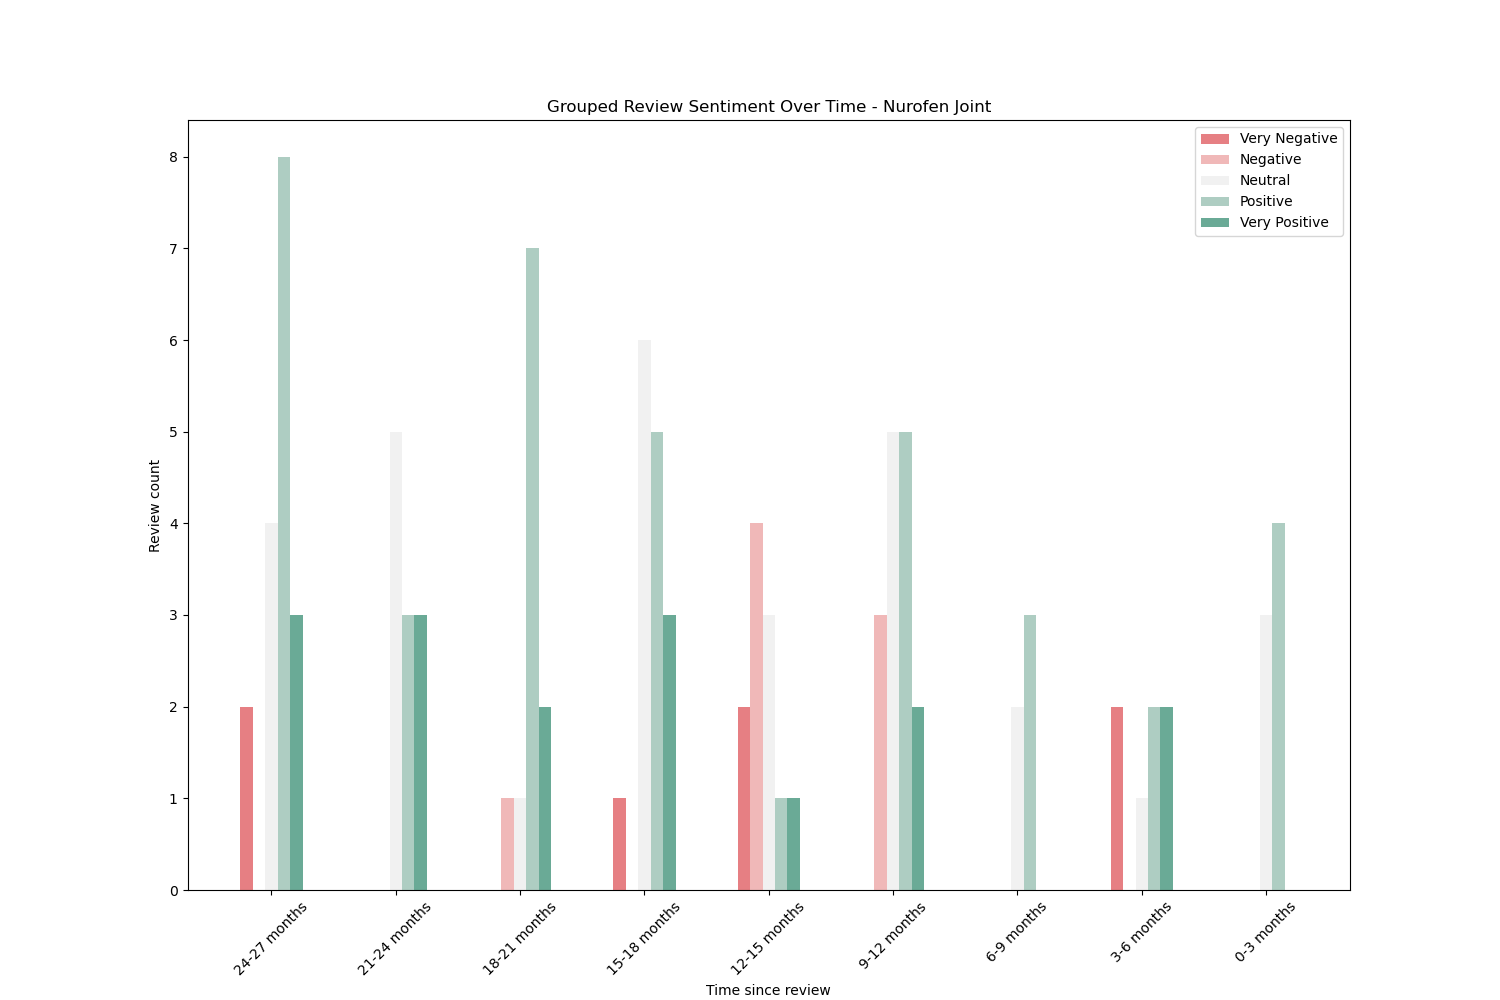 Grouped Review Sentiment Over Time - Nurofen Joint
Very Negative
Negative
Neutral
Positive
Very Positive
Review count
8
7
6
5
4
3
2
1
0
24-27 months
21-24 months
18-21 months
15-18 months
12-15 months
9-12 months
6-9 months
3-6 months
0-3 months
Time since review